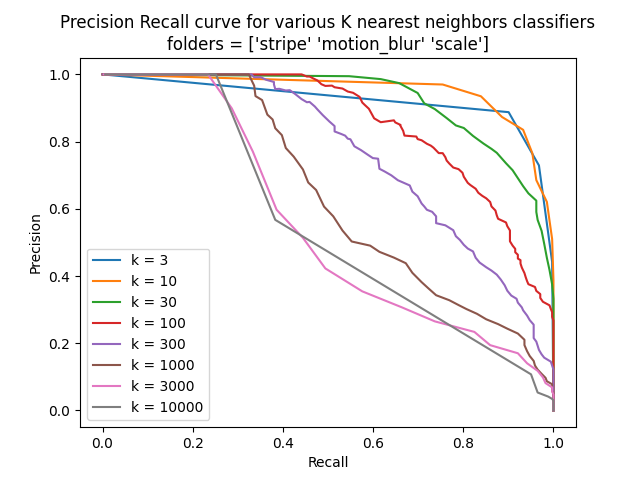 Precision Recall curve for various K nearest neighbors classifiers
folders = ['stripe' 'motion_blur' 'scale']
1.0
0.8
0.6
0.4
0.2
0.0
Precision
k = 3
k = 10
k = 30
k = 100
k = 300
k = 1000
k = 3000
k = 10000
0.0 0.2 0.4 0.6 0.8 1.0
Recall